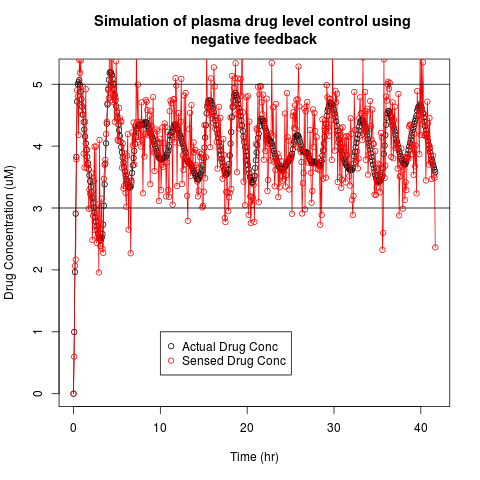 Simulation of plasma drug level control using
negative feedback
Drug Concentration (uM)
5
4
3
2
1
0
Actual Drug Conc
Sensed Drug Conc
0 10 20 30 40
Time (hr)